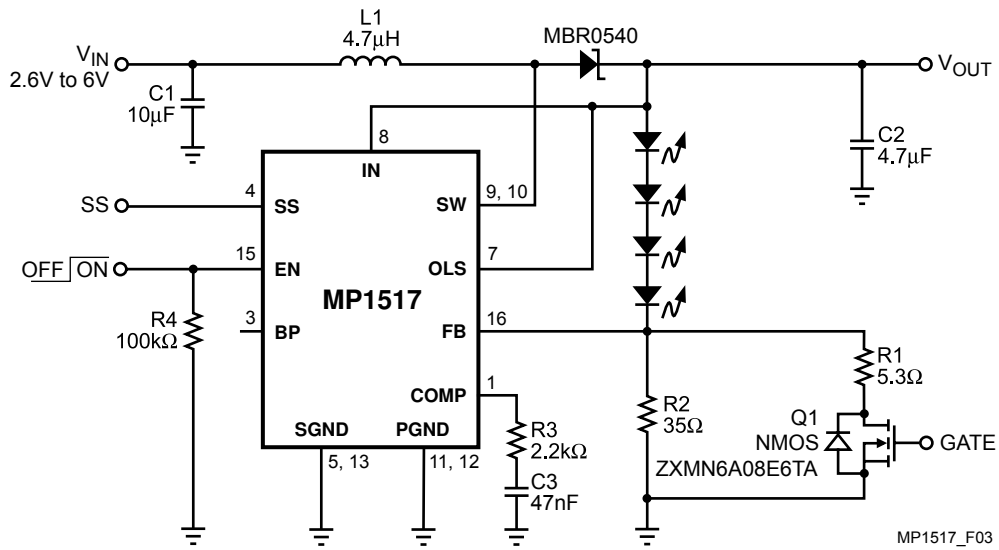 L1
4.7μH
MBR0540
VIN
2.6V to 6V
VOUT
C1
10μF
8
IN
C2
4.7μF
SS
4
SS
SW
9, 10
OFF ON
15
EN
OLS
7
MP1517
R4
100kΩ
3
BP
FB
16
R1
5.3Ω
COMP
1
R2
35Ω
Q1
NMOS
ZXMN6A08E6TA
GATE
SGND
PGND
R3
2.2kΩ
5, 13
11, 12
C3
47nF
MP1517_F03